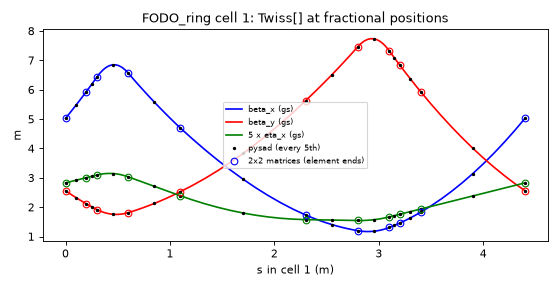 FODO_ring cell 1: Twiss[] at fractional positions
8
7
6
5
4
3
2
1
m
beta_x (gs)
beta_y (gs)
5 x eta_x (gs)
pysad (every 5th)
2x2 matrices (element ends)
0
1
2
3
4
s in cell 1 (m)